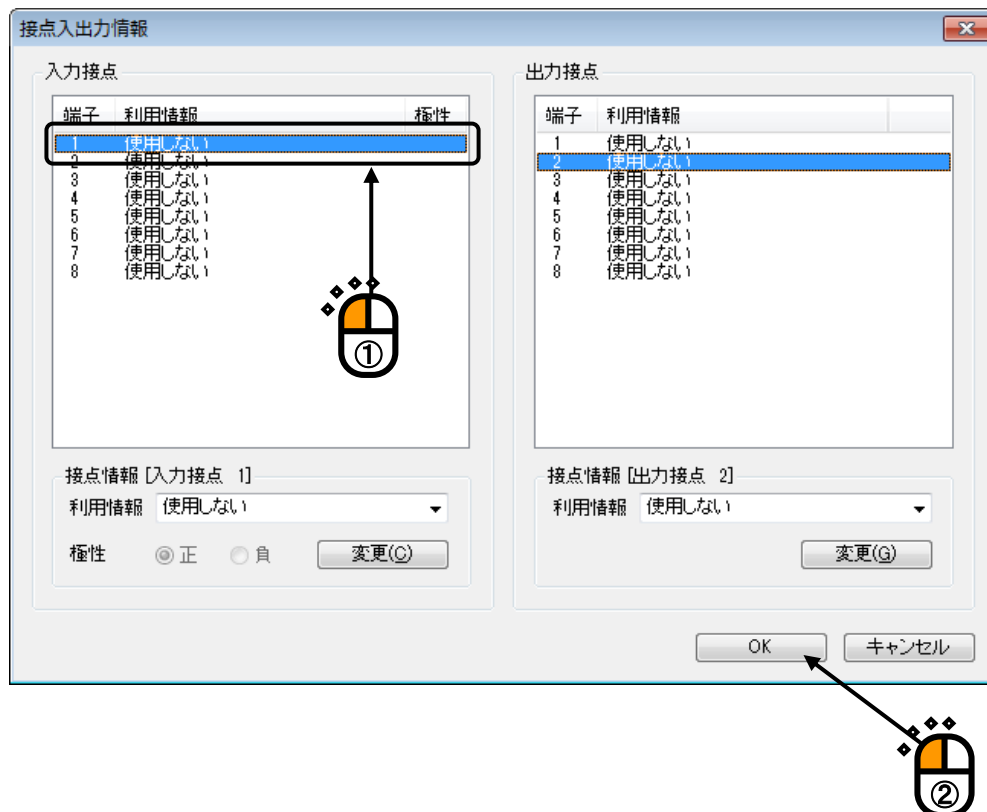 接点入出力情報
入力接点
端子 利用情報 極性
1 使用しない
2 使用しない
3 使用しない
4 使用しない
5 使用しない
6 使用しない
7 使用しない
8 使用しない
①
接点情報 [入力接点 1]
利用情報 使用しない
極性 正 負 変更(C)
出力接点
端子 利用情報
1 使用しない
2 使用しない
3 使用しない
4 使用しない
5 使用しない
6 使用しない
7 使用しない
8 使用しない
接点情報 [出力接点 2]
利用情報 使用しない
変更(G)
OK キャンセル
②